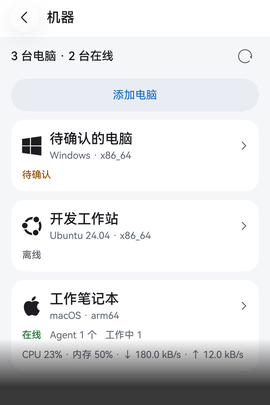 机器
3 台电脑 · 2 台在线
添加电脑
待确认的电脑
Windows · x86_64
待确认
开发工作站
Ubuntu 24.04 · x86_64
离线
工作笔记本
macOS · arm64
在线 Agent 1 个 工作中 1
CPU 23% · 内存 50% · ↓ 180.0 kB/s · ↑ 12.0 kB/s